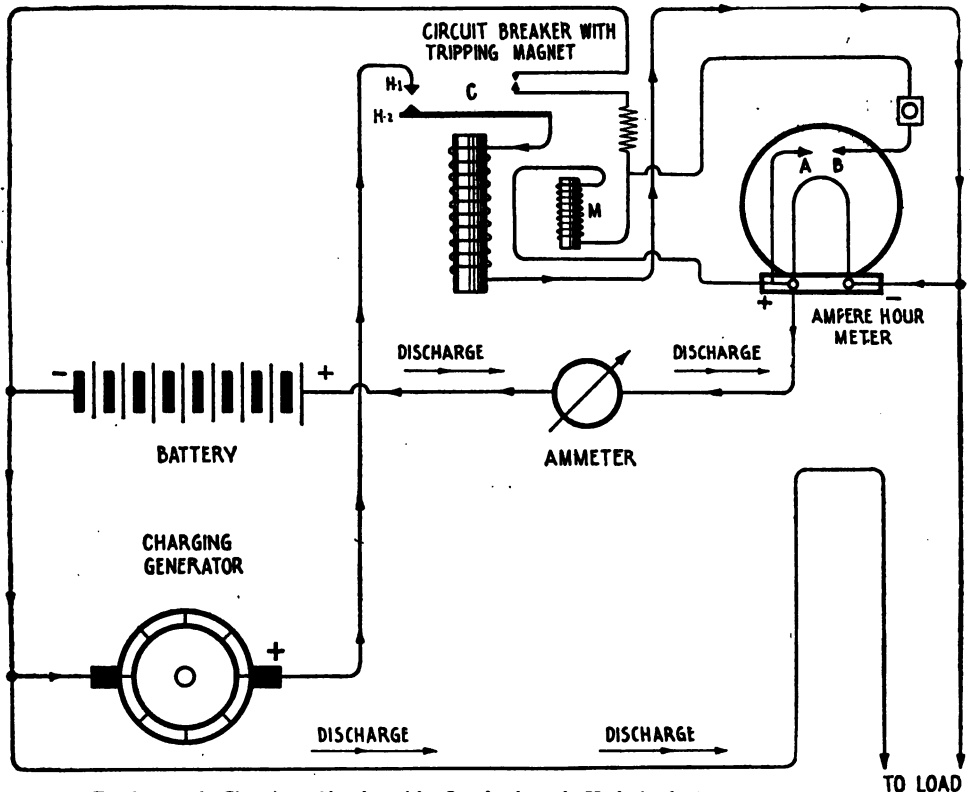 CIRCUIT BREAKER WITH
TRIPPING MAGNET
H1
C
H-2
M
A B
+ -
AMPERE HOUR
METER
DISCHARGE
DISCHARGE
- +
BATTERY
AMMETER
CHARGING
GENERATOR
+
DISCHARGE
DISCHARGE
TO LOAD